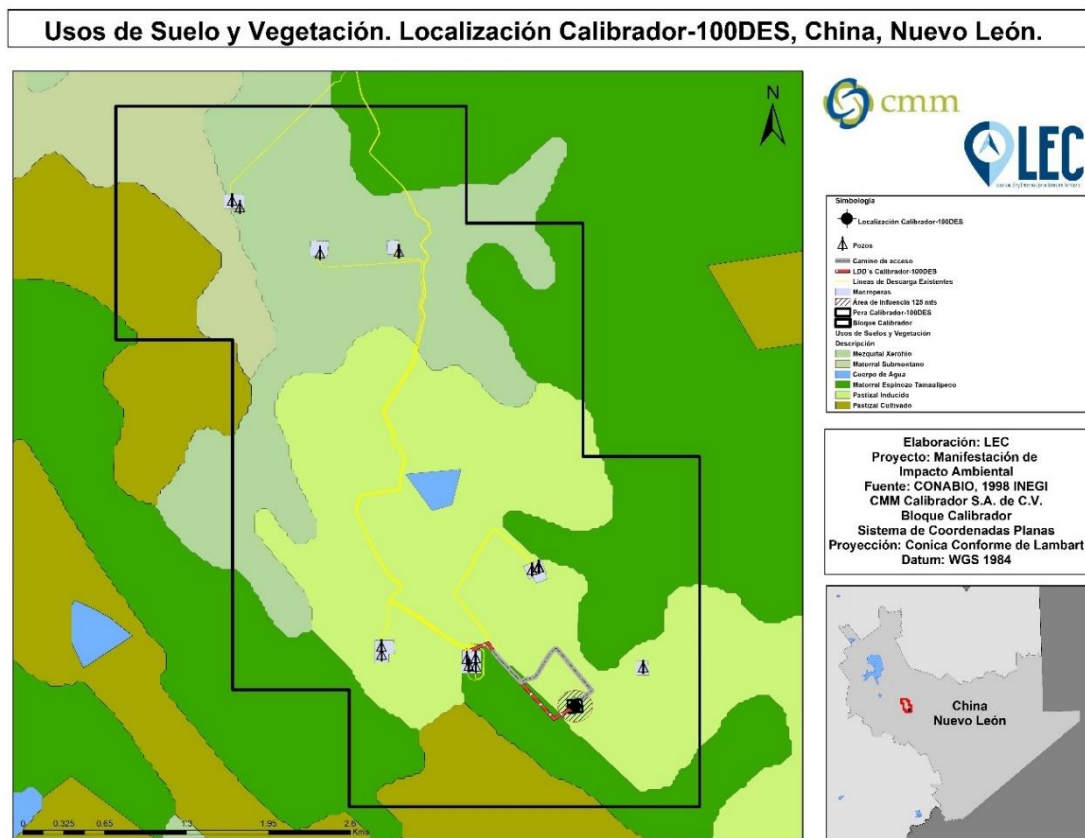 Usos de Suelo y Vegetación. Localización Calibrador-100DES, China, Nuevo León.
N
cmm
LEC
Simbología
Localización Calibrador-100DES
Pozos
Camino de acceso
LDD´s Calibrador-100DES
Lineas de Descarga Existentes
Macroperas
Área de Infuencia 125 mts
Pera Calibrador-100DES
Bloque Calibrador
Usos de Suelos y Vegetación
Descripción
Mezquital Xerófilo
Matorral Submontano
Cuerpo de Agua
Matorral Espinozo Tamaulipeco
Pastizal Inducido
Pastizal Cultivado
Elaboración: LEC
Proyecto: Manifestación de
Impacto Ambiental
Fuente: CONABIO, 1998 INEGI
CMM Calibrador S.A. de C.V.
Bloque Calibrador
Sistema de Coordenadas Planas
Proyección: Conica Conforme de Lambart
Datum: WGS 1984
China
Nuevo León
0 0.325 0.65 1.3 1.95 2.6
Kms